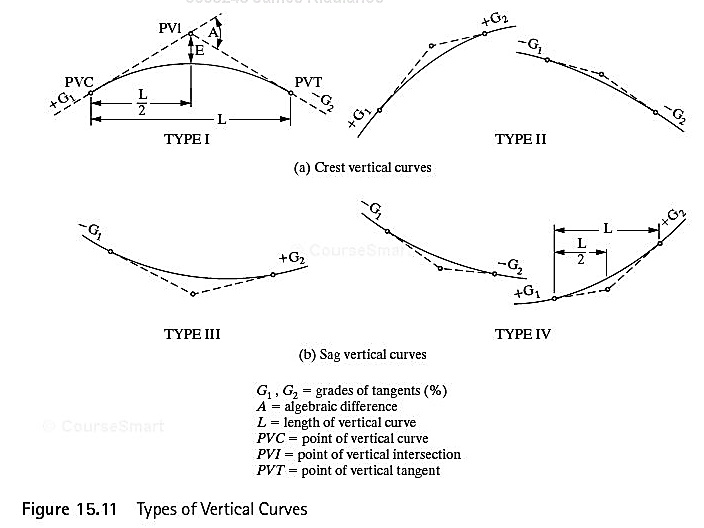 PVI
A
E
PVC
PVT
+G₁
-G₂
L
2
L
TYPE I
+G₁
+G₂
-G₁
-G₂
TYPE II
(a) Crest vertical curves
-G₁
+G₂
TYPE III
-G₁
-G₂
+G₁
+G₂
L
L
2
TYPE IV
CourseSmart
(b) Sag vertical curves
G₁ , G₂ = grades of tangents (%)
A = algebraic difference
L = length of vertical curve
PVC = point of vertical curve
PVI = point of vertical intersection
PVT = point of vertical tangent
© CourseSmart
Figure 15.11 Types of Vertical Curves